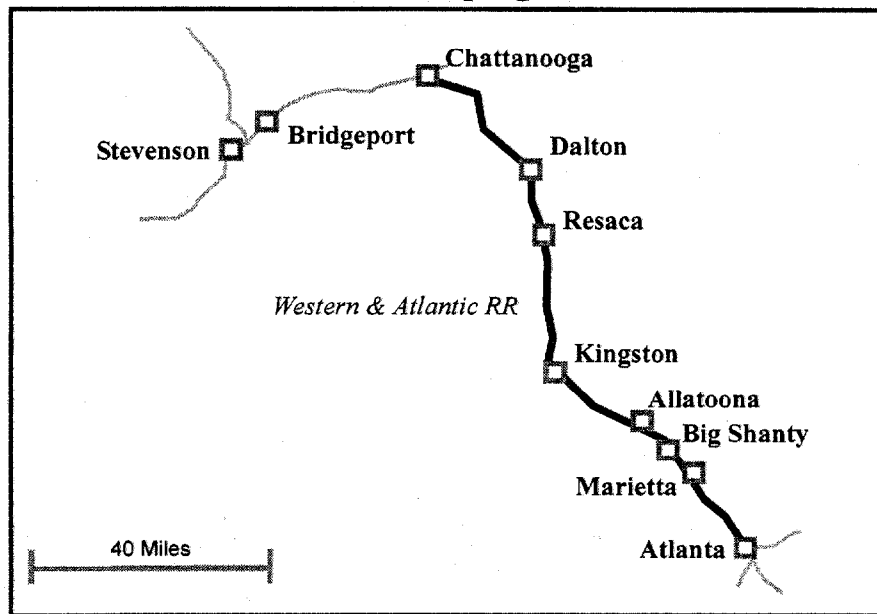 Chattanooga
Bridgeport
Stevenson
Dalton
Resaca
Western & Atlantic RR
Kingston
Allatoona
Big Shanty
Marietta
40 Miles
Atlanta